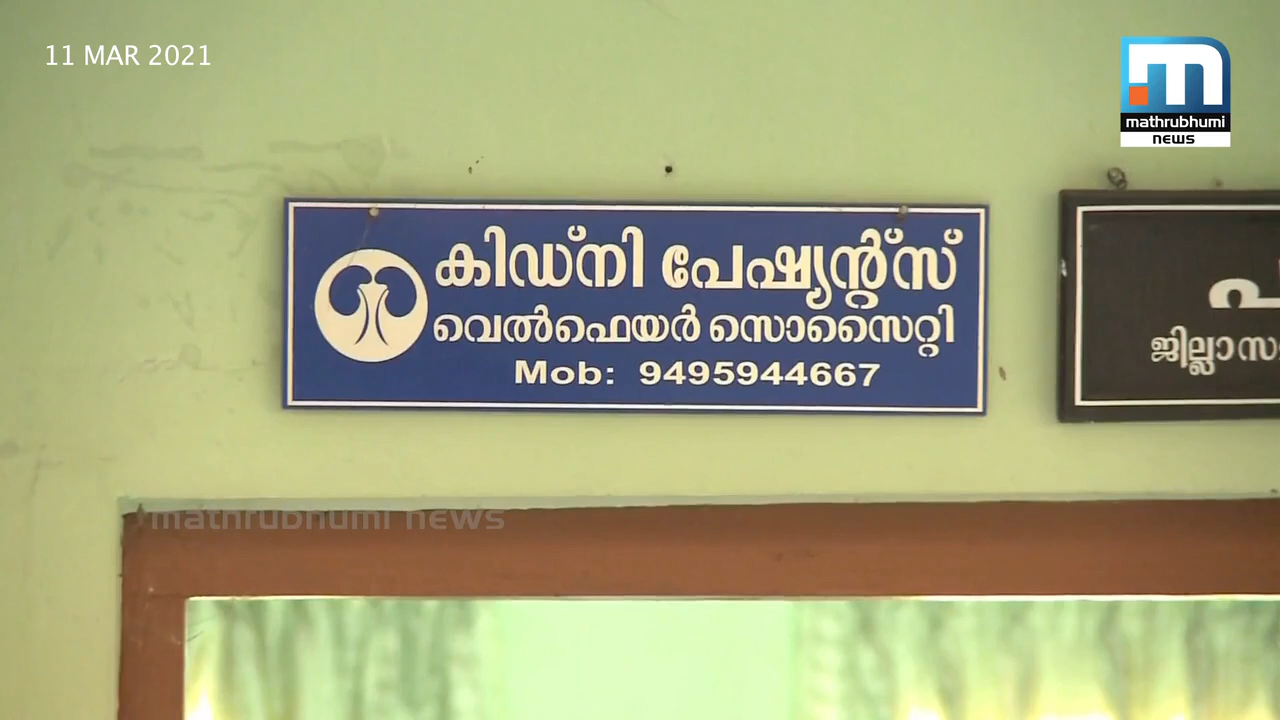 11 MAR 2021
mathrubhumi
news
കിഡ്നി പേഷ്യന്റ്സ്
വെൽഫെയർ സൊസൈറ്റി
Mob: 9495944667
mathrubhumi news